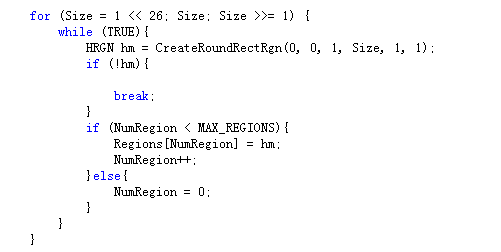 for (Size = 1 << 26; Size; Size >>= 1) {
    while (TRUE){
        HRGN hm = CreateRoundRectRgn(0, 0, 1, Size, 1, 1);
        if (!hm){
            break;
        }
        if (NumRegion < MAX_REGIONS){
            Regions[NumRegion] = hm;
            NumRegion++;
        }else{
            NumRegion = 0;
        }
    }
}